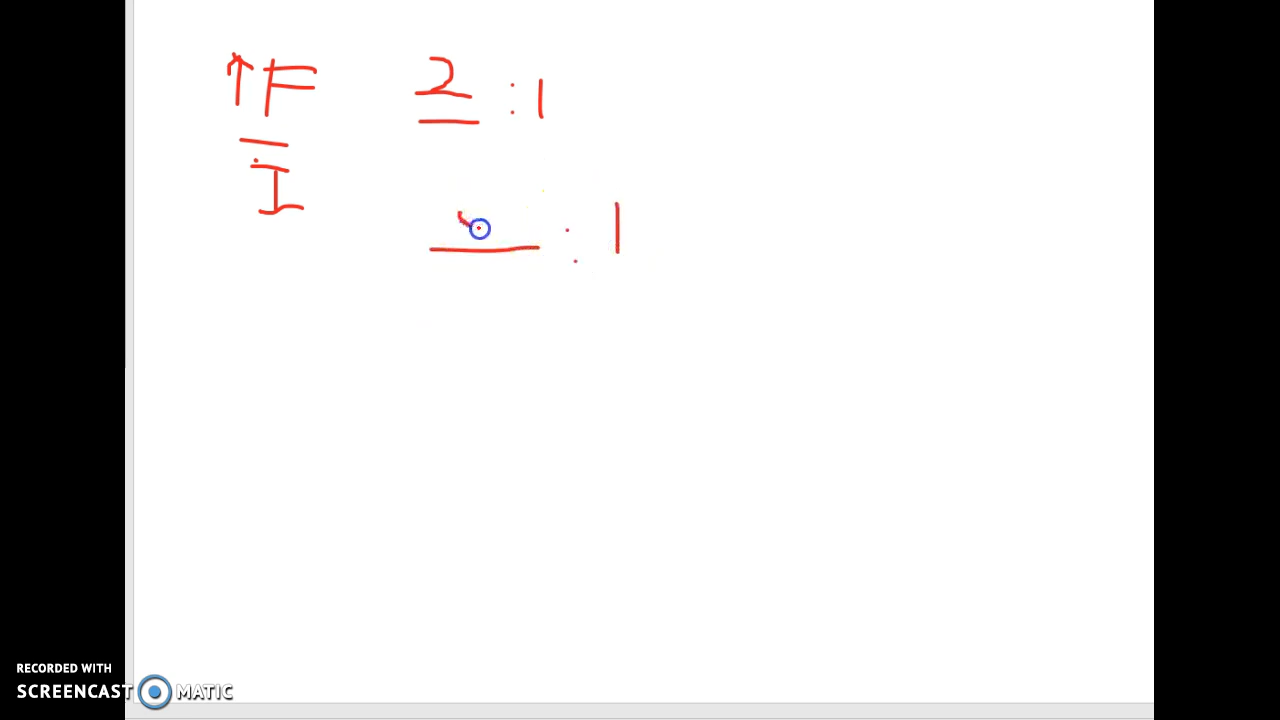 ↑F 2 : 1
I : 1
RECORDED WITH
SCREENCAST MATIC